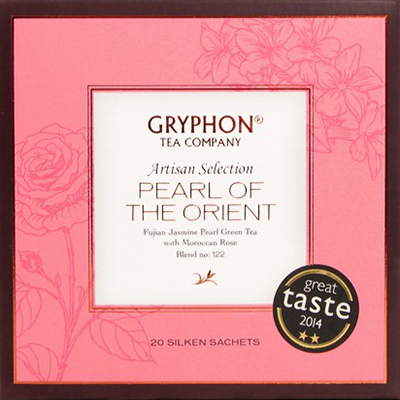 GRYPHON®
TEA COMPANY
Artisan Selection
PEARL OF
THE ORIENT
Fujian Jasmine Pearl Green Tea
with Moroccan Rose
Blend no: 122
great
taste
2014
20 SILKEN SACHETS